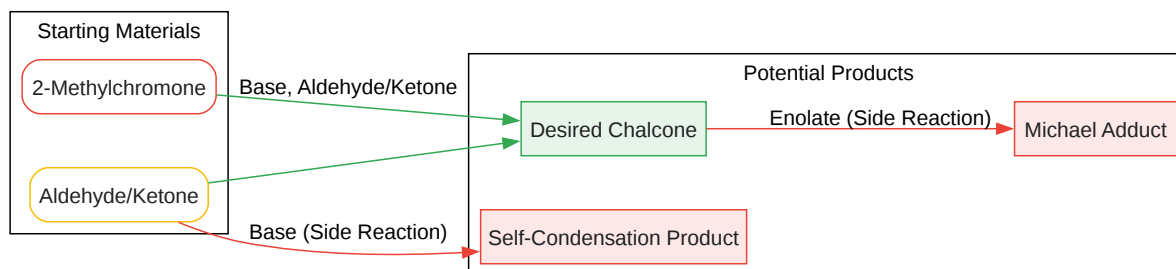 Starting Materials
2-Methylchromone
Aldehyde/Ketone
Base, Aldehyde/Ketone
Base (Side Reaction)
Potential Products
Desired Chalcone
Enolate (Side Reaction)
Michael Adduct
Self-Condensation Product